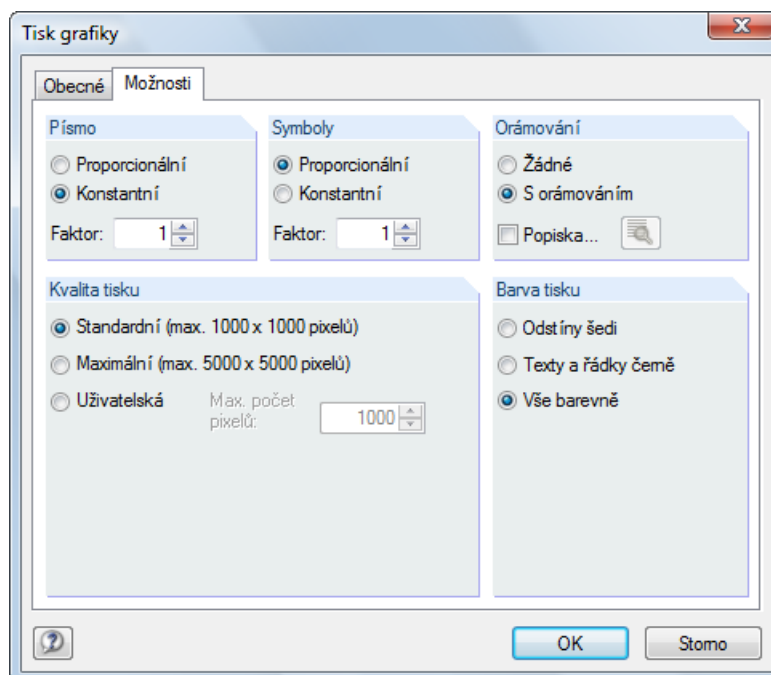 Tisk grafiky
Obecné
Možnosti
Písmo
Proporcionální
Konstantní
Faktor: 1
Symboly
Proporcionální
Konstantní
Faktor: 1
Orámování
Žádné
S orámováním
Popiska...
Kvalita tisku
Standardní (max. 1000 x 1000 pixelů)
Maximální (max. 5000 x 5000 pixelů)
Uživatelská
Max. počet
pixelů:
1000
Barva tisku
Odstíny šedi
Texty a řádky černě
Vše barevně
OK
Storno